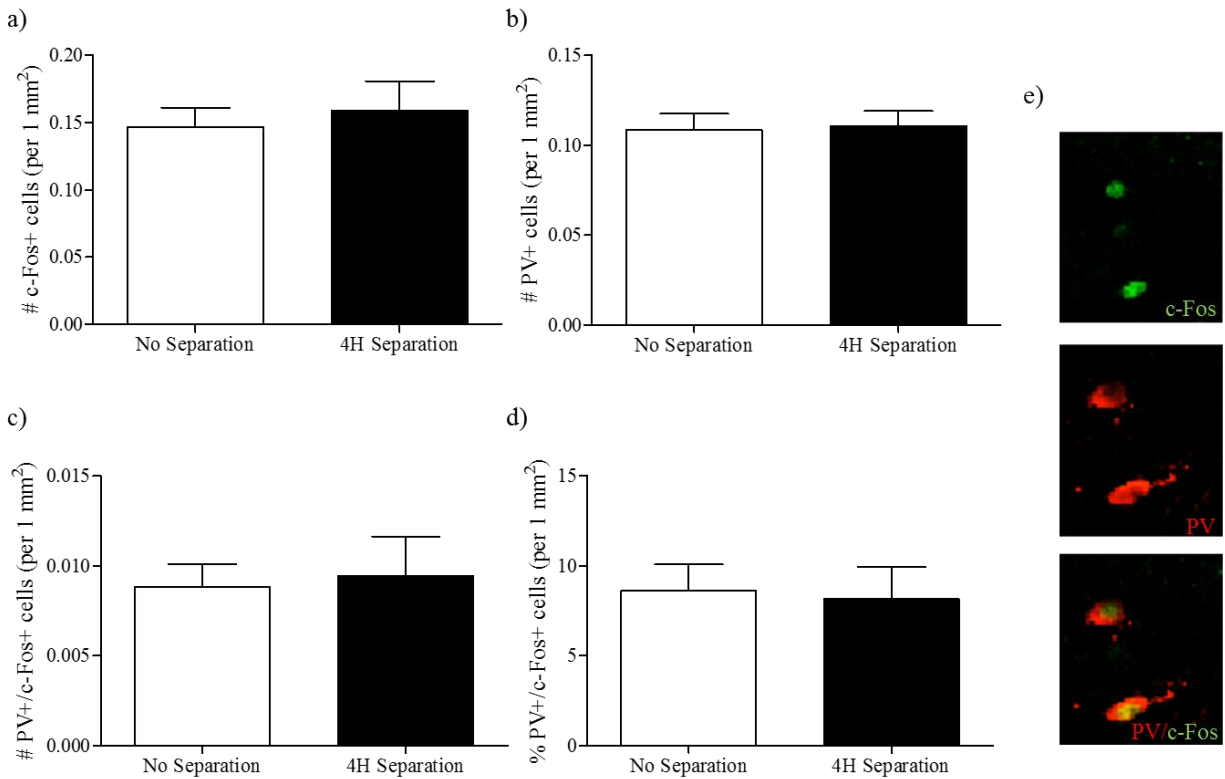 a)
# c-Fos+ cells (per 1 mm²)
0.20
0.15
0.10
0.05
0.00
No Separation 4H Separation
b)
# PV+ cells (per 1 mm²)
0.15
0.10
0.05
0.00
No Separation 4H Separation
c)
# PV+/c-Fos+ cells (per 1 mm²)
0.015
0.010
0.005
0.000
No Separation 4H Separation
d)
% PV+/c-Fos+ cells (per 1 mm²)
15
10
5
0
No Separation 4H Separation
e)
c-Fos
PV
PV/c-Fos